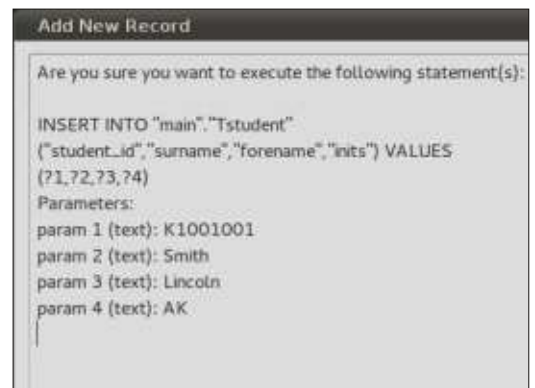 Add New Record
Are you sure you want to execute the following statement(s):
INSERT INTO "main"."Tstudent"
("student_id","surname","forename","inits") VALUES
(?1,?2,?3,?4)
Parameters:
param 1 (text): K1001001
param 2 (text): Smith
param 3 (text): Lincoln
param 4 (text): AK